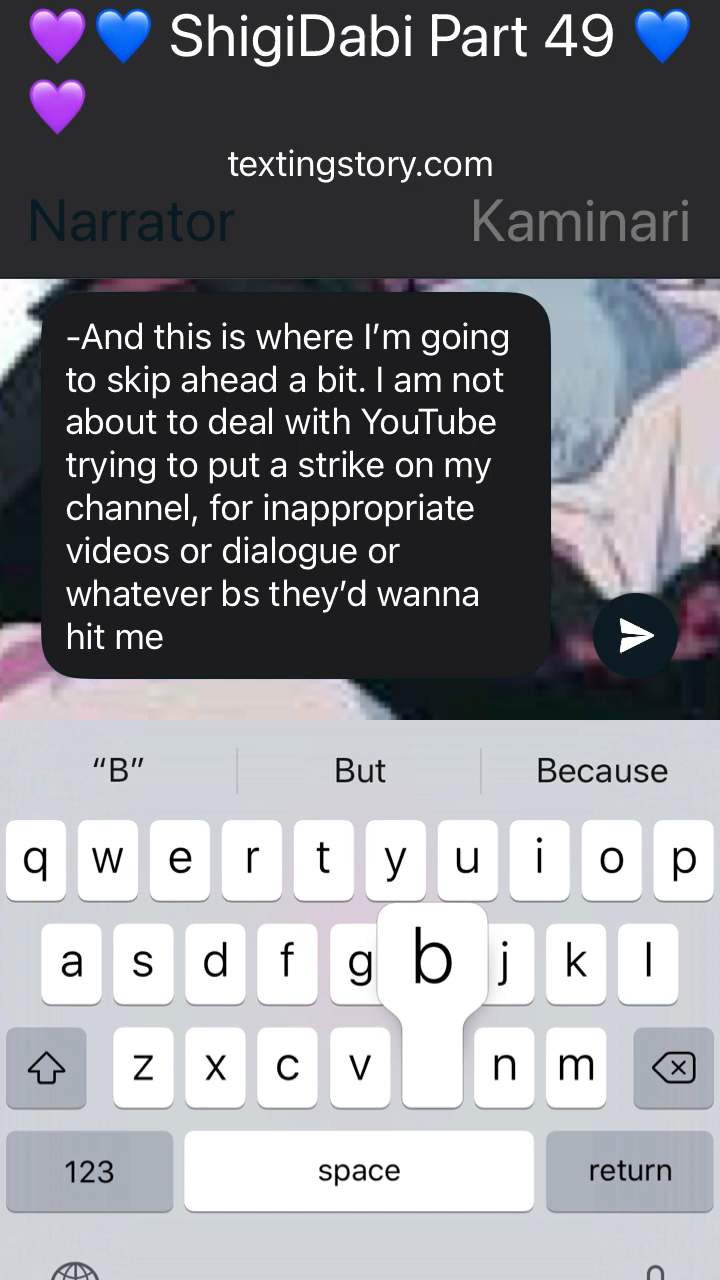 💜💙 ShigiDabi Part 49 💙
💜
textingstory.com
Narrator Kaminari
-And this is where I’m going
to skip ahead a bit. I am not
about to deal with YouTube
trying to put a strike on my
channel, for inappropriate
videos or dialogue or
whatever bs they’d wanna
hit me
“B” But Because
q w e r t y u i o p
a s d f g b j k l
z x c v n m
123 space return